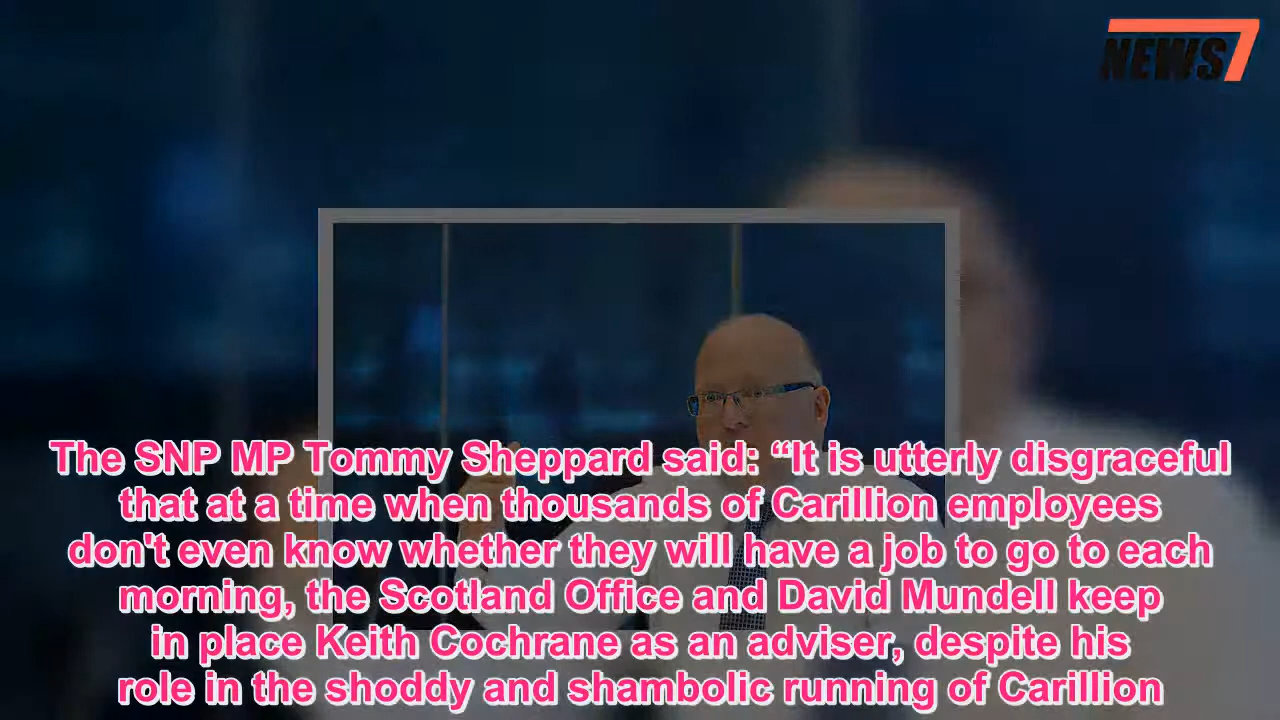 NEWS7
The SNP MP Tommy Sheppard said: “It is utterly disgraceful
that at a time when thousands of Carillion employees
don't even know whether they will have a job to go to each
morning, the Scotland Office and David Mundell keep
in place Keith Cochrane as an adviser, despite his
role in the shoddy and shambolic running of Carillion